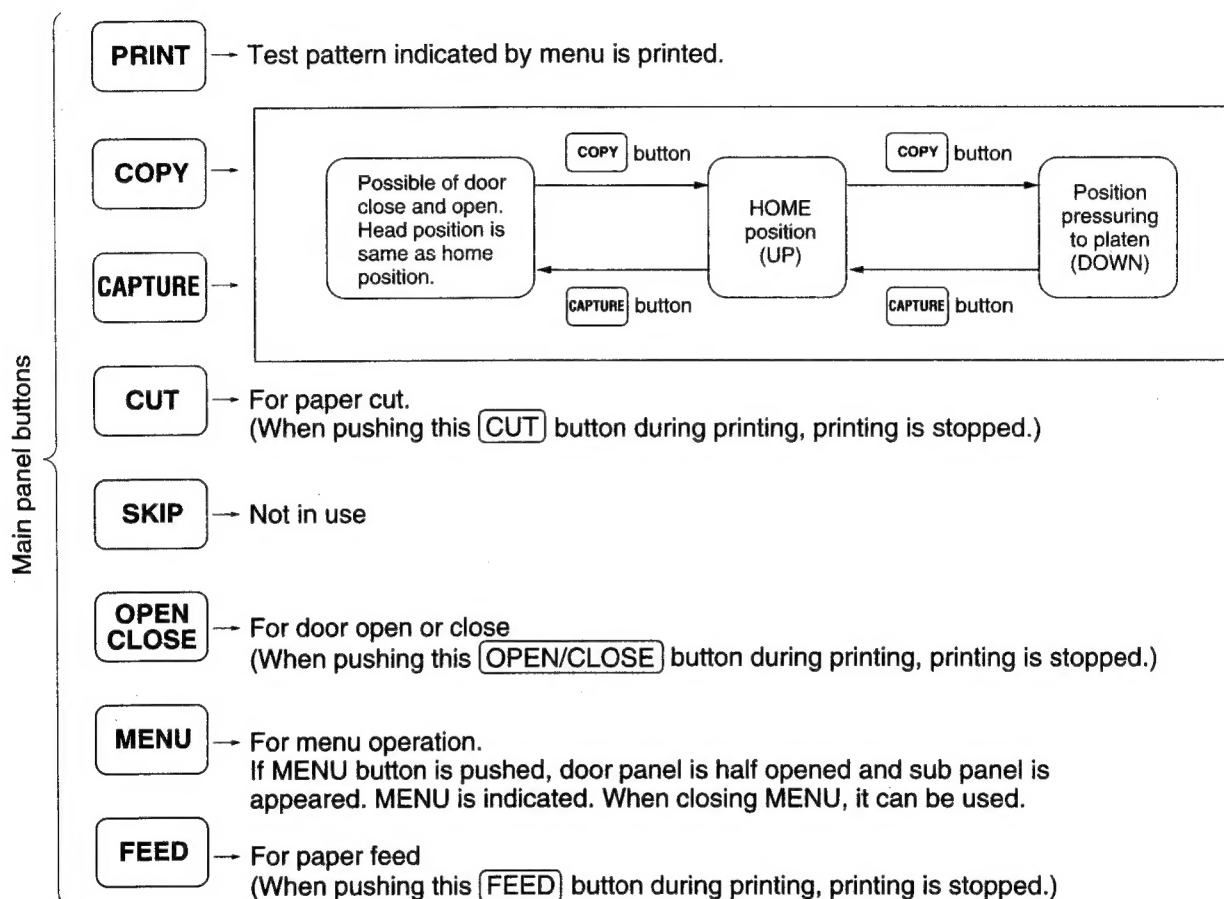 Main panel buttons
PRINT → Test pattern indicated by menu is printed.
COPY →
CAPTURE →
COPY button
COPY button
Possible of door
close and open.
Head position is
same as home
position.
HOME
position
(UP)
Position
pressuring
to platen
(DOWN)
CAPTURE button
CAPTURE button
CUT → For paper cut.
(When pushing this CUT button during printing, printing is stopped.)
SKIP → Not in use
OPEN
CLOSE → For door open or close
(When pushing this OPEN/CLOSE button during printing, printing is stopped.)
MENU → For menu operation.
If MENU button is pushed, door panel is half opened and sub panel is
appeared. MENU is indicated. When closing MENU, it can be used.
FEED → For paper feed
(When pushing this FEED button during printing, printing is stopped.)